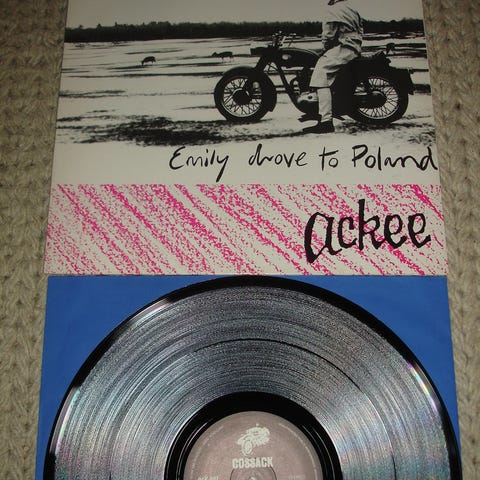 Emily drove to Poland
ackee
COSSACK